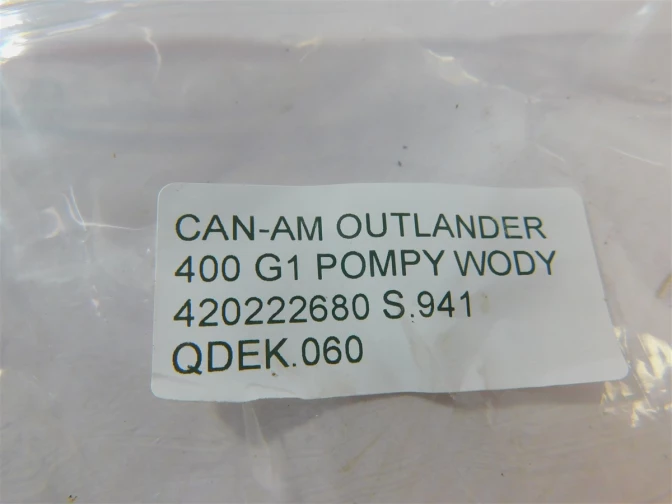 CAN-AM OUTLANDER
400 G1 POMPY WODY
420222680 S.941
QDEK.060